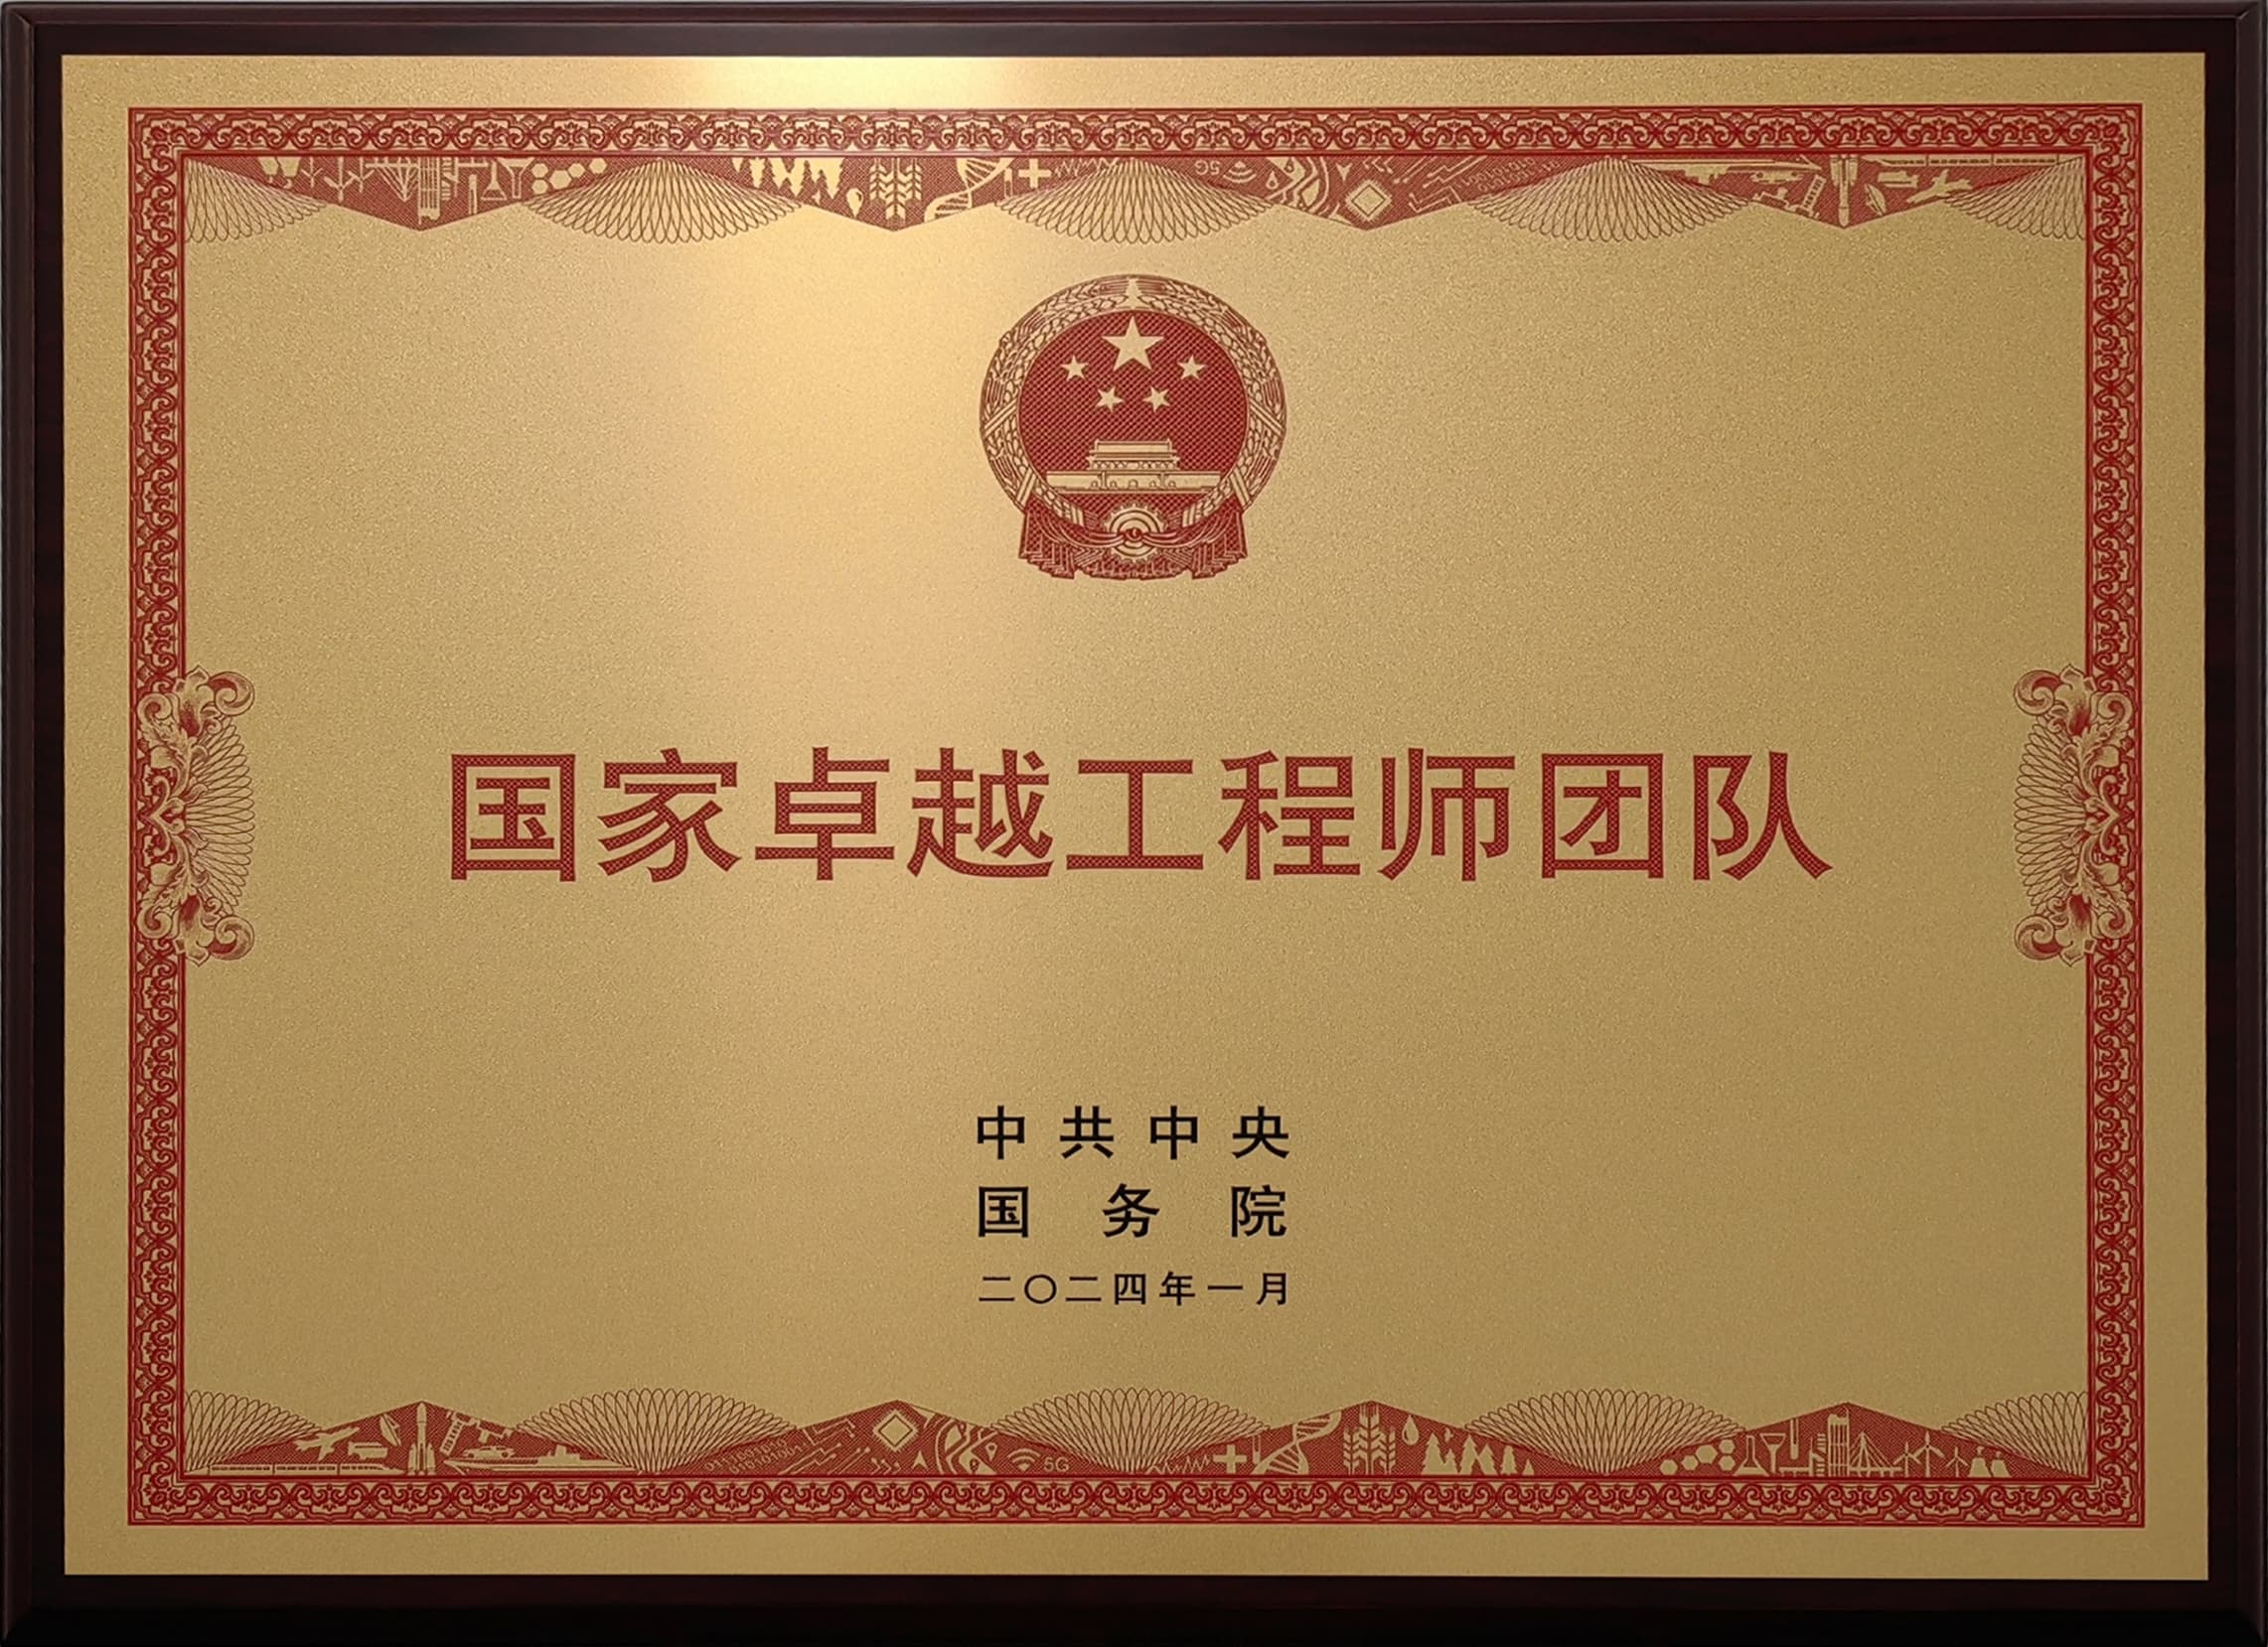 国家卓越工程师团队
中共中央
国务院
二〇二四年一月
5G